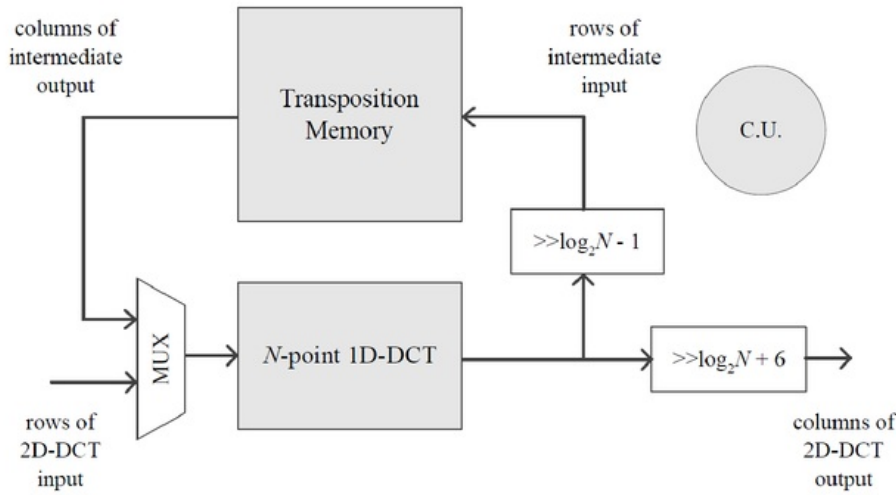 columns of
intermediate
output
Transposition
Memory
rows of
intermediate
input
C.U.
>>log₂N - 1
MUX
N-point 1D-DCT
>>log₂N + 6
rows of
2D-DCT
input
columns of
2D-DCT
output